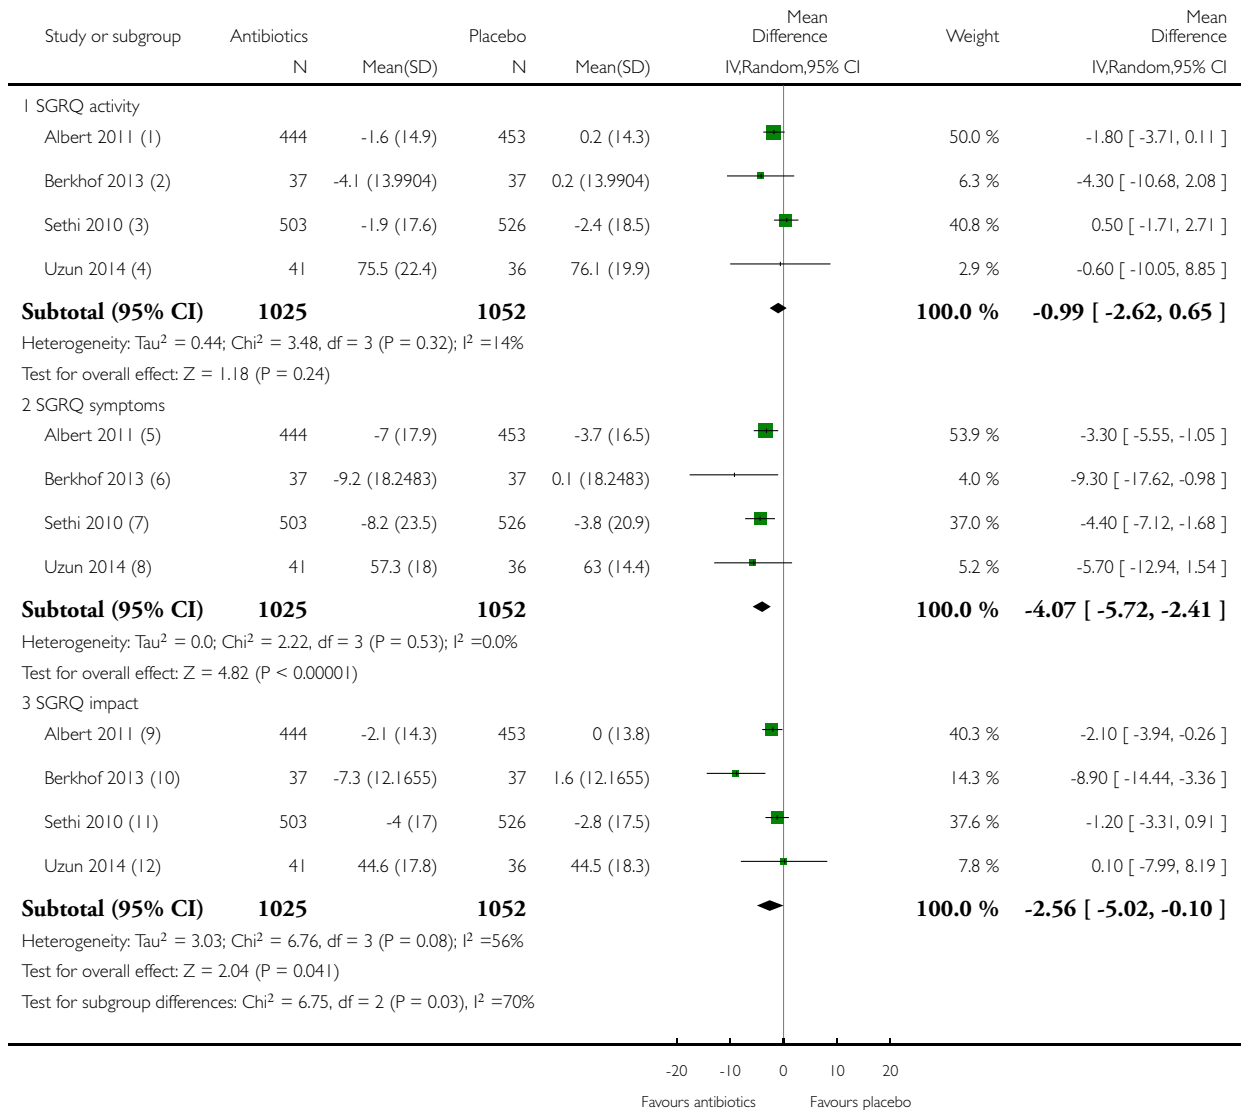 Study or subgroup Antibiotics Placebo Mean Difference Weight Mean Difference
N Mean(SD) N Mean(SD) IV,Random,95% CI IV,Random,95% CI
1 SGRQ activity
Albert 2011 (1) 444 -1.6 (14.9) 453 0.2 (14.3) 50.0 % -1.80 [ -3.71, 0.11 ]
Berkhof 2013 (2) 37 -4.1 (13.9904) 37 0.2 (13.9904) 6.3 % -4.30 [ -10.68, 2.08 ]
Sethi 2010 (3) 503 -1.9 (17.6) 526 -2.4 (18.5) 40.8 % 0.50 [ -1.71, 2.71 ]
Uzun 2014 (4) 41 75.5 (22.4) 36 76.1 (19.9) 2.9 % -0.60 [ -10.05, 8.85 ]
Subtotal (95% CI) 1025 1052 100.0 % -0.99 [ -2.62, 0.65 ]
Heterogeneity: Tau² = 0.44; Chi² = 3.48, df = 3 (P = 0.32); I² =14%
Test for overall effect: Z = 1.18 (P = 0.24)
2 SGRQ symptoms
Albert 2011 (5) 444 -7 (17.9) 453 -3.7 (16.5) 53.9 % -3.30 [ -5.55, -1.05 ]
Berkhof 2013 (6) 37 -9.2 (18.2483) 37 0.1 (18.2483) 4.0 % -9.30 [ -17.62, -0.98 ]
Sethi 2010 (7) 503 -8.2 (23.5) 526 -3.8 (20.9) 37.0 % -4.40 [ -7.12, -1.68 ]
Uzun 2014 (8) 41 57.3 (18) 36 63 (14.4) 5.2 % -5.70 [ -12.94, 1.54 ]
Subtotal (95% CI) 1025 1052 100.0 % -4.07 [ -5.72, -2.41 ]
Heterogeneity: Tau² = 0.0; Chi² = 2.22, df = 3 (P = 0.53); I² =0.0%
Test for overall effect: Z = 4.82 (P < 0.00001)
3 SGRQ impact
Albert 2011 (9) 444 -2.1 (14.3) 453 0 (13.8) 40.3 % -2.10 [ -3.94, -0.26 ]
Berkhof 2013 (10) 37 -7.3 (12.1655) 37 1.6 (12.1655) 14.3 % -8.90 [ -14.44, -3.36 ]
Sethi 2010 (11) 503 -4 (17) 526 -2.8 (17.5) 37.6 % -1.20 [ -3.31, 0.91 ]
Uzun 2014 (12) 41 44.6 (17.8) 36 44.5 (18.3) 7.8 % 0.10 [ -7.99, 8.19 ]
Subtotal (95% CI) 1025 1052 100.0 % -2.56 [ -5.02, -0.10 ]
Heterogeneity: Tau² = 3.03; Chi² = 6.76, df = 3 (P = 0.08); I² =56%
Test for overall effect: Z = 2.04 (P = 0.041)
Test for subgroup differences: Chi² = 6.75, df = 2 (P = 0.03), I² =70%
-20 -10 0 10 20
Favours antibiotics Favours placebo